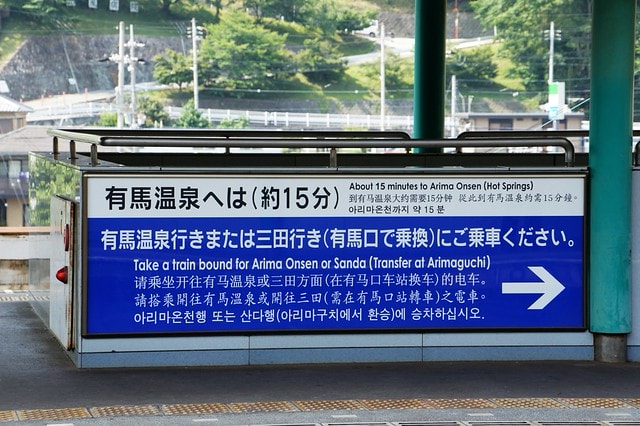 有馬温泉へは(約15分)
About 15 minutes to Arima Onsen (Hot Springs)
到有马温泉大约需要15分钟 從此到有馬溫泉約需15分鐘。
아리마온천까지 약 15 분
有馬温泉行きまたは三田行き(有馬口で乗換)にご乗車ください。
Take a train bound for Arima Onsen or Sanda (Transfer at Arimaguchi)
请乘坐开往有马温泉或三田方面(在有马口车站换车)的电车。
請搭乘開往有馬溫泉或開往三田(需在有馬口站轉車)之電車。
아리마온천행 또는 산다행(아리마구치에서 환승)에 승차하십시오.